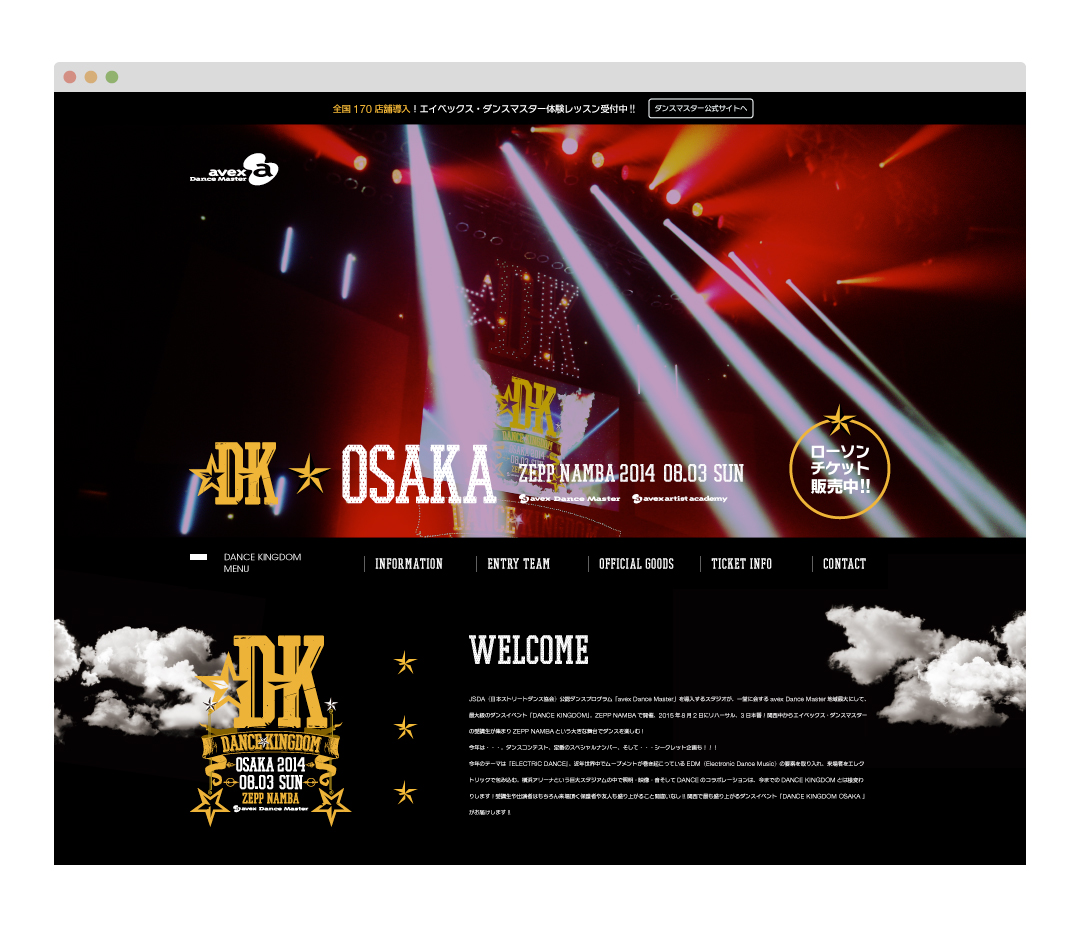 全国 170 店舗導入！エイベックス・ダンスマスター体験レッスン受付中!!
ダンスマスター公式サイトへ
avex a
Dance Master
DK
DK
DANCE KINGDOM
DK
OSAKA
ZEPP NAMBA 2014 08.03 SUN
avex Dance Master
avex artist academy
ローソン
チケット
販売中!!
DANCE KINGDOM
DANCE KINGDOM
MENU
INFORMATION
ENTRY TEAM
OFFICIAL GOODS
TICKET INFO
CONTACT
DK
DANCE KINGDOM
OSAKA 2014
08.03 SUN
ZEPP NAMBA
avex Dance Master
WELCOME
JSDA（日本ストリートダンス協会）公認ダンスプログラム「avex Dance Master」を導入するスタジオが、一堂に会する avex Dance Master 地域最大にして、
最大級のダンスイベント「DANCE KINGDOM」。ZEPP NAMBA で開催。2015 年 8 月 2 日にリハーサル、3 日本番！関西中からエイベックス・ダンスマスター
の受講生が集まり ZEPP NAMBA という大きな舞台でダンスを楽しむ！
今年は・・・。ダンスコンテスト、定番のスペシャルナンバー、そして・・・シークレット企画も！！！
今年のテーマは「ELECTRIC DANCE」。近年世界中でムーブメントが巻き起こっている EDM（Electronic Dance Music）の要素を取り入れ、来場者をエレク
トリックで包み込む。横浜アリーナという巨大スタジアムの中で照明・映像・音そして DANCE のコラボレーションは、今までの DANCE KINGDOM とは様変わ
りします！受講生や出演者はもちろん来場頂く保護者や友人も盛り上がること間違いなし!! 関西で最も盛り上がるダンスイベント「DANCE KINGDOM OSAKA 」
がお届けします！